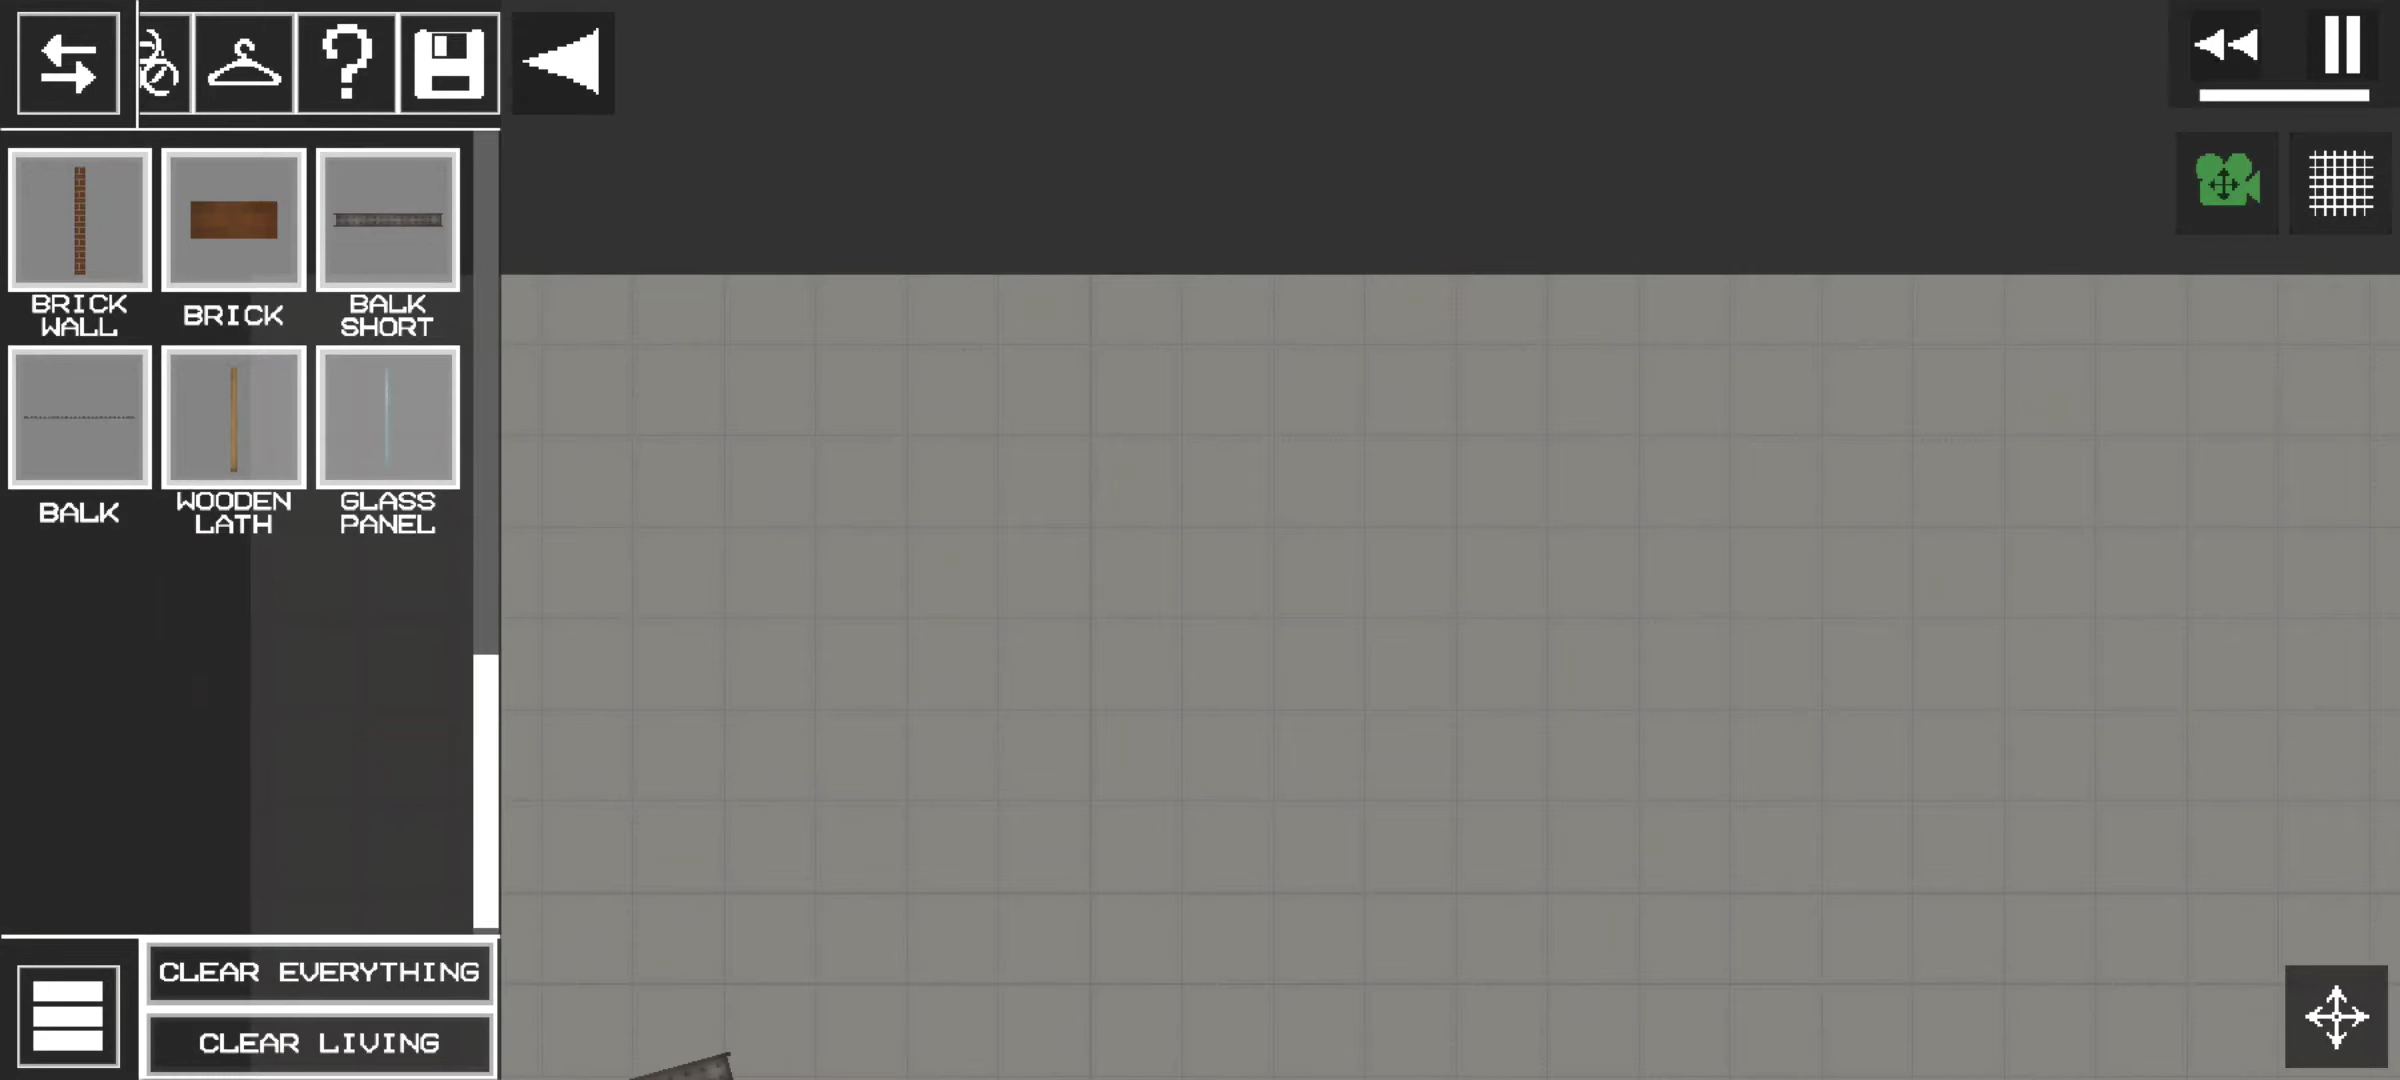 BRICK
WALL
BRICK
BALK
SHORT
BALK
WOODEN
LATH
GLASS
PANEL
CLEAR EVERYTHING
CLEAR LIVING